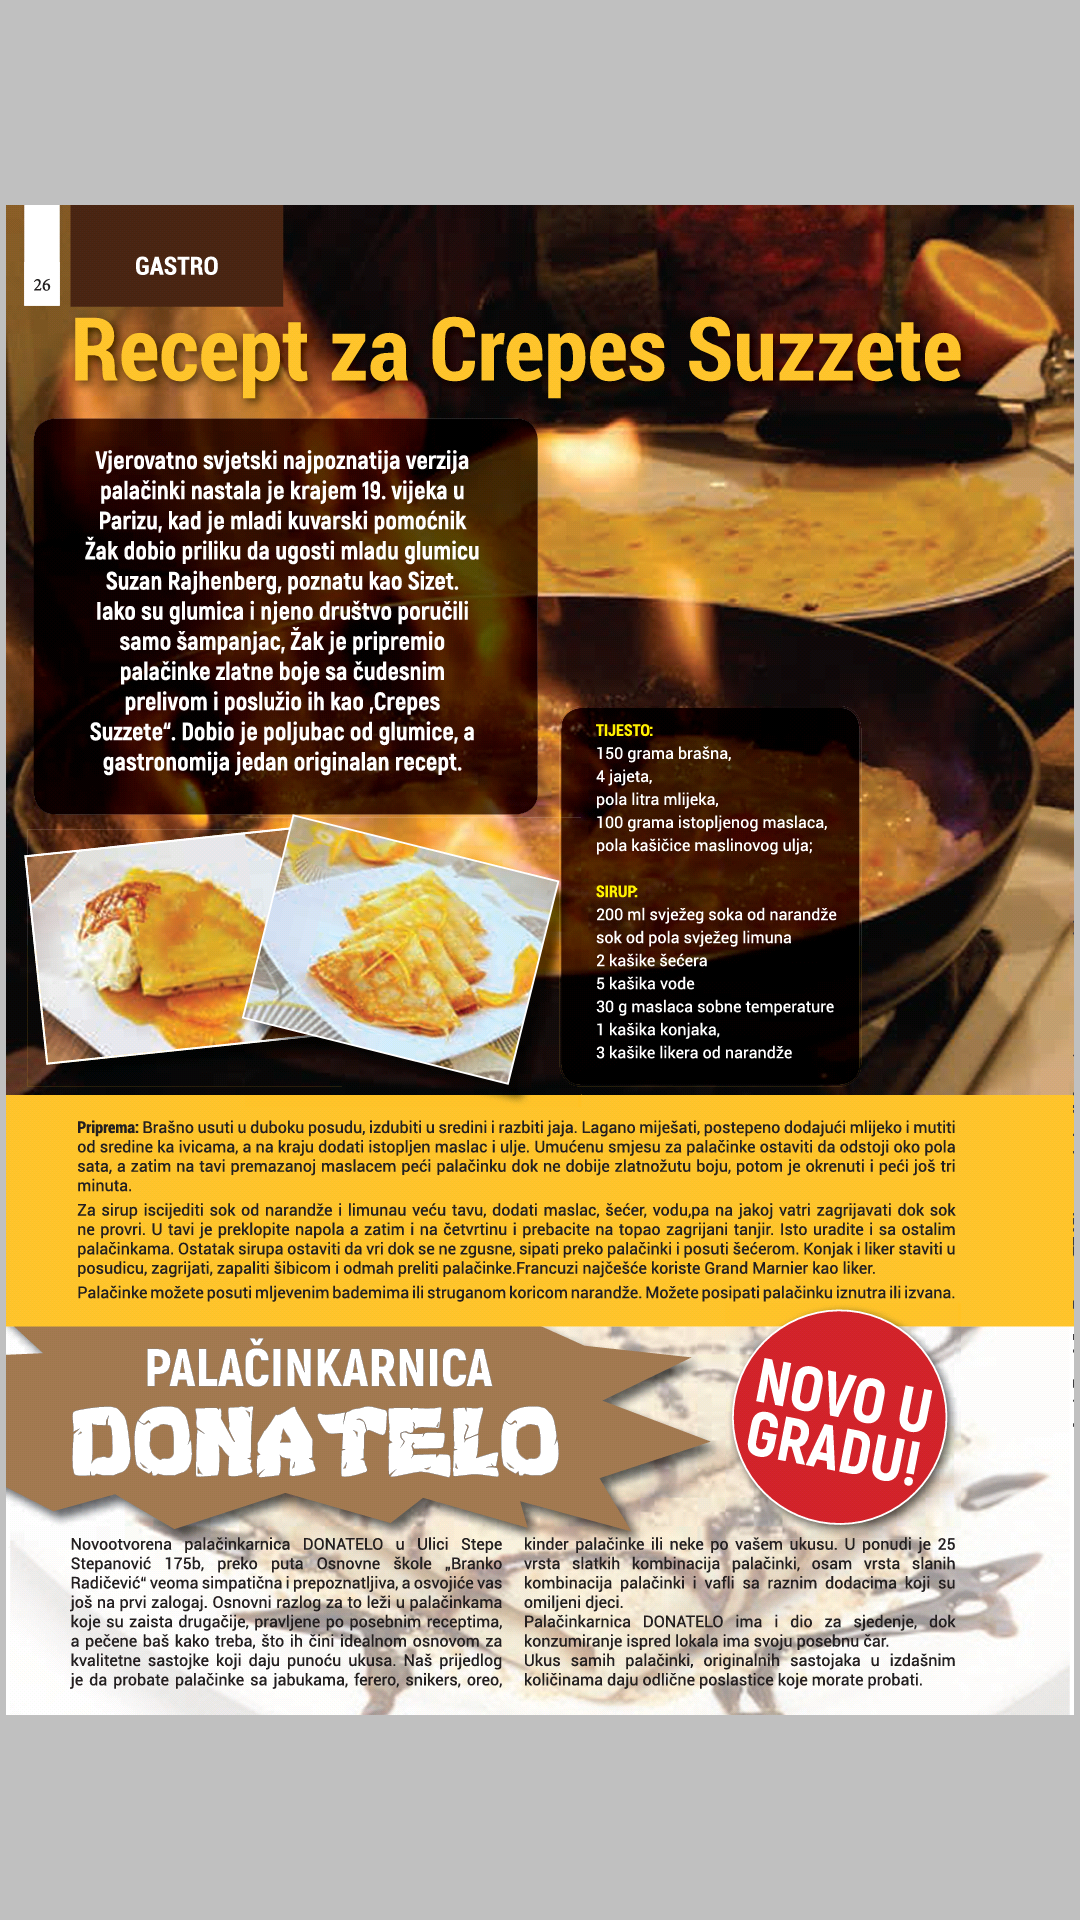 26
GASTRO
Recept za Crepes Suzzete
Vjerovatno svjetski najpoznatija verzija
palačinki nastala je krajem 19. vijeka u
Parizu, kad je mladi kuvarski pomoćnik
Žak dobio priliku da ugosti mladu glumicu
Suzan Rajhenberg, poznatu kao Sizet.
Iako su glumica i njeno društvo poručili
samo šampanjac, Žak je pripremio
palačinke zlatne boje sa čudesnim
prelivom i poslužio ih kao ‚Crepes
Suzzete“. Dobio je poljubac od glumice, a
gastronomija jedan originalan recept.
TIJESTO:
150 grama brašna,
4 jajeta,
pola litra mlijeka,
100 grama istopljenog maslaca,
pola kašičice maslinovog ulja;
SIRUP:
200 ml svježeg soka od narandže
sok od pola svježeg limuna
2 kašike šećera
5 kašika vode
30 g maslaca sobne temperature
1 kašika konjaka,
3 kašike likera od narandže
Priprema: Brašno usuti u duboku posudu, izdubiti u sredini i razbiti jaja. Lagano miješati, postepeno dodajući mlijeko i mutiti
od sredine ka ivicama, a na kraju dodati istopljen maslac i ulje. Umućenu smjesu za palačinke ostaviti da odstoji oko pola
sata, a zatim na tavi premazanoj maslacem peći palačinku dok ne dobije zlatnožutu boju, potom je okrenuti i peći još tri
minuta.
Za sirup iscijediti sok od narandže i limunau veću tavu, dodati maslac, šećer, vodu,pa na jakoj vatri zagrijavati dok sok
ne provri. U tavi je preklopite napola a zatim i na četvrtinu i prebacite na topao zagrijani tanjir. Isto uradite i sa ostalim
palačinkama. Ostatak sirupa ostaviti da vri dok se ne zgusne, sipati preko palačinki i posuti šećerom. Konjak i liker staviti u
posudicu, zagrijati, zapaliti šibicom i odmah preliti palačinke.Francuzi najčešće koriste Grand Marnier kao liker.
Palačinke možete posuti mljevenim bademima ili struganom koricom narandže. Možete posipati palačinku iznutra ili izvana.
PALAČINKARNICA
DONATELO
NOVO U
GRADU!
Novootvorena palačinkarnica DONATELO u Ulici Stepe
Stepanović 175b, preko puta Osnovne škole „Branko
Radičević“ veoma simpatična i prepoznatljiva, a osvojiće vas
još na prvi zalogaj. Osnovni razlog za to leži u palačinkama
koje su zaista drugačije, pravljene po posebnim receptima,
a pečene baš kako treba, što ih čini idealnom osnovom za
kvalitetne sastojke koji daju punoću ukusa. Naš prijedlog
je da probate palačinke sa jabukama, ferero, snikers, oreo,
kinder palačinke ili neke po vašem ukusu. U ponudi je 25
vrsta slatkih kombinacija palačinki, osam vrsta slanih
kombinacija palačinki i vafli sa raznim dodacima koji su
omiljeni djeci.
Palačinkarnica DONATELO ima i dio za sjedenje, dok
konzumiranje ispred lokala ima svoju posebnu čar.
Ukus samih palačinki, originalnih sastojaka u izdašnim
količinama daju odlične poslastice koje morate probati.